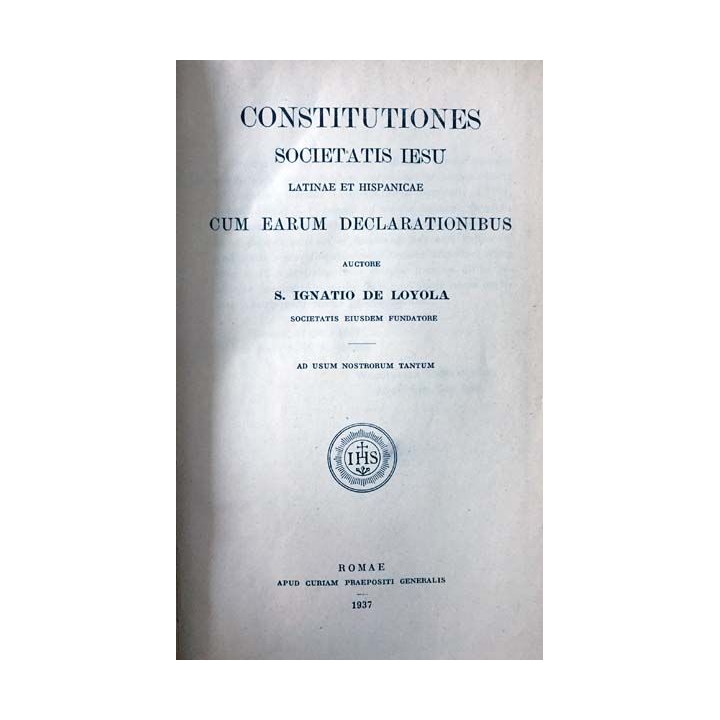 CONSTITUTIONES
SOCIETATIS IESU
LATINAE ET HISPANICAE
CUM EARUM DECLARATIONIBUS
AUCTORE
S. IGNATIO DE LOYOLA
SOCIETATIS EIUSDEM FUNDATORE
AD USUM NOSTRORUM TANTUM
IHS
ROMAE
APUD CURIAM PRAEPOSITI GENERALIS
1937